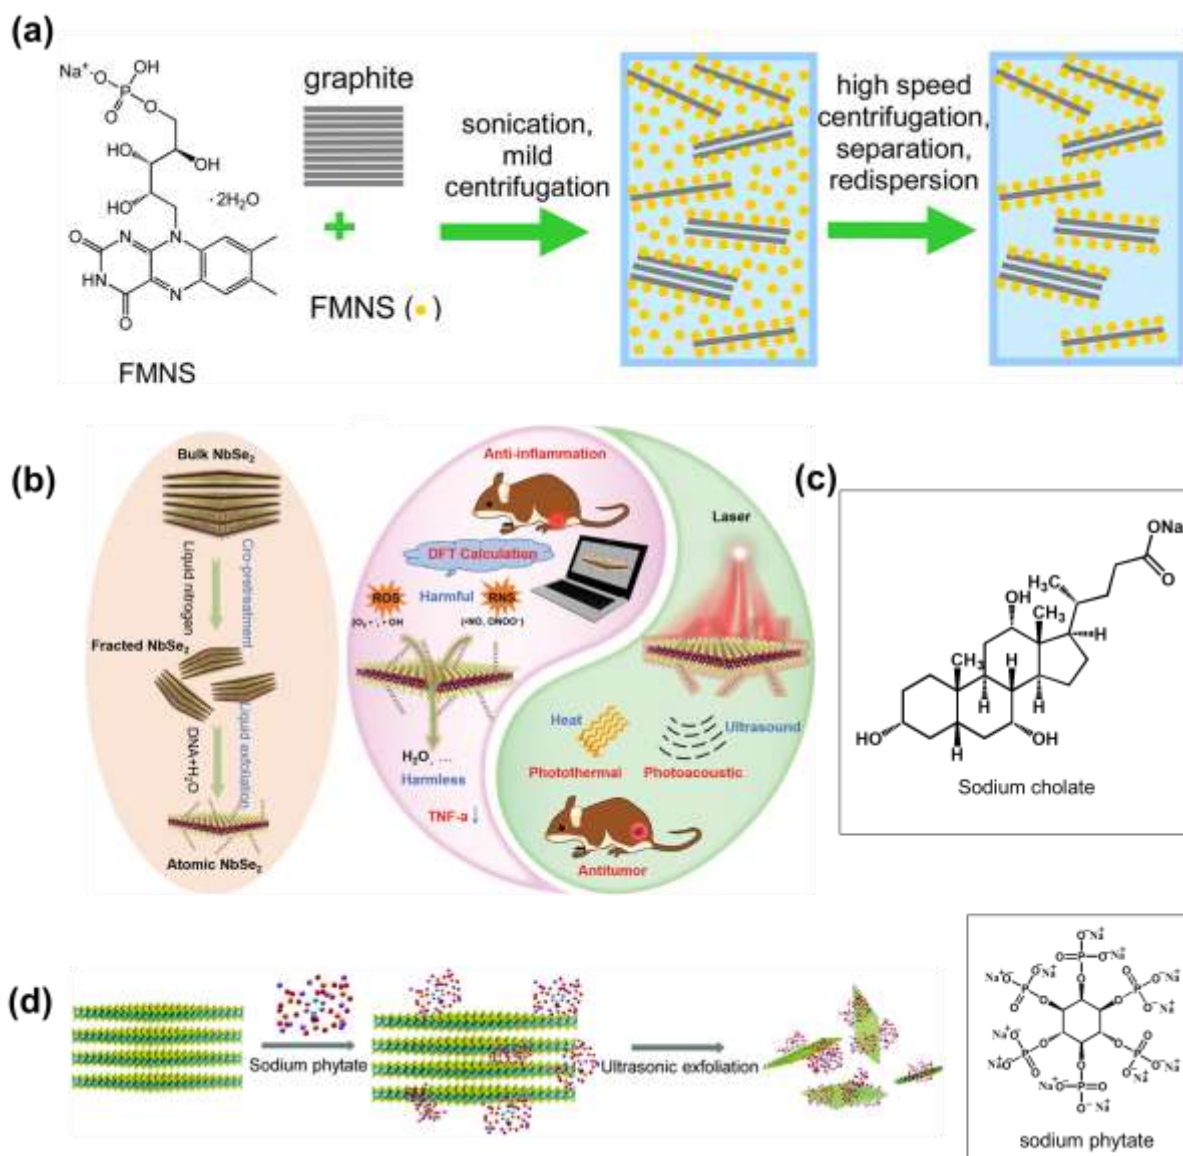 (a)
Na⁺
-O
OH
P
O
O
HO
OH
HO
· 2H₂O
O
N
N
HN
N
O
FMNS
graphite
FMNS ( )
sonication,
mild
centrifugation
high speed
centrifugation,
separation,
redispersion
(b)
Bulk NbSe₂
Liquid nitrogen
Cro-pretreatment
Fracted NbSe₂
DNA+H₂O
Liquid exfoliation
Atomic NbSe₂
Anti-inflammation
DFT Calculation
ROS
Harmful
RNS
(•NO, ONOO⁻)
H₂O, ...
Harmless
TNF-a
Laser
Heat
Ultrasound
Photothermal
Photoacoustic
Antitumor
(c)
ONa
O
H₃C
OH
H₃C
H
CH₃
H
H
H
HO
H
OH
Sodium cholate
(d)
Sodium phytate
Ultrasonic exfoliation
sodium phytate